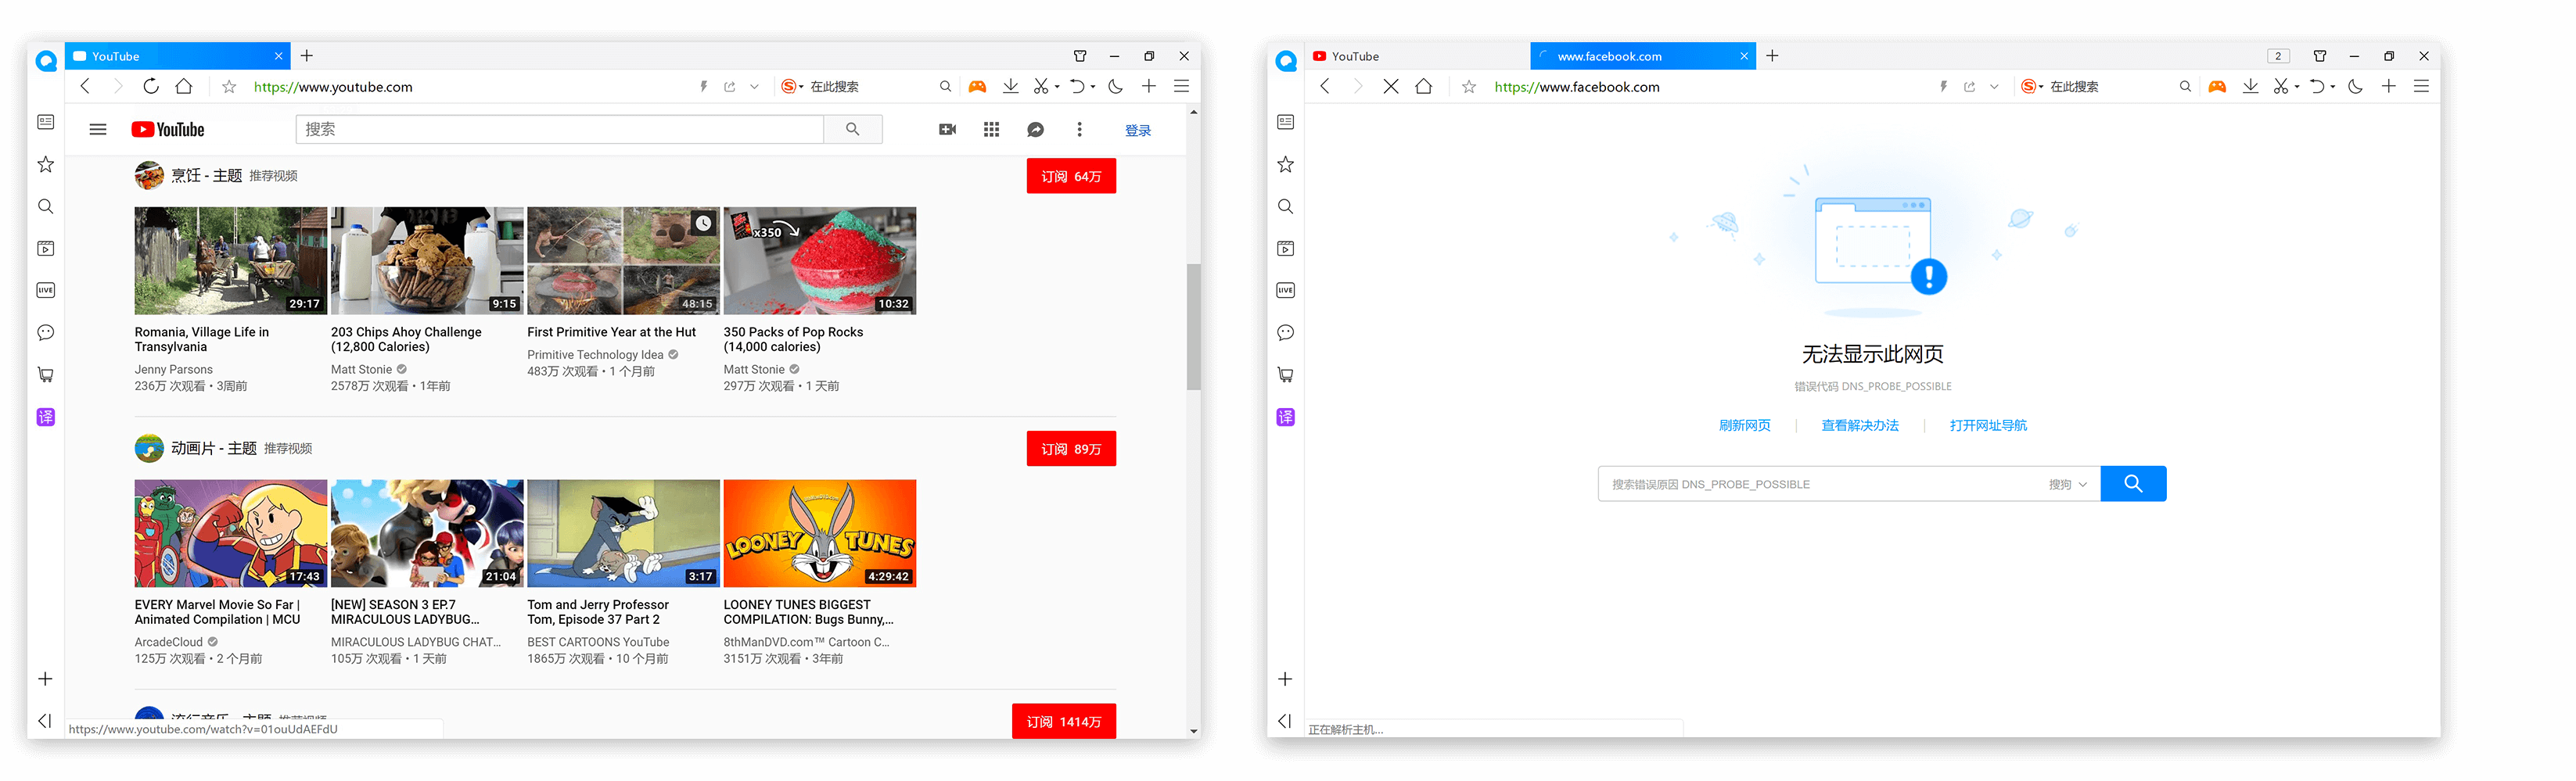 YouTube
https://www.youtube.com
在此搜索
YouTube
搜索
登录
烹饪 - 主题 推荐视频
订阅 64万
x350
29:17
9:15
48:15
10:32
Romania, Village Life in
Transylvania
Jenny Parsons
236万 次观看 • 3周前
203 Chips Ahoy Challenge
(12,800 Calories)
Matt Stonie
2578万 次观看 • 1年前
First Primitive Year at the Hut
Primitive Technology Idea
483万 次观看 • 1 个月前
350 Packs of Pop Rocks
(14,000 calories)
Matt Stonie
297万 次观看 • 1 天前
LIVE
译
动画片 - 主题 推荐视频
订阅 89万
LOONEY TUNES
17:43
21:04
3:17
4:29:42
EVERY Marvel Movie So Far |
Animated Compilation | MCU
ArcadeCloud
125万 次观看 • 2 个月前
[NEW] SEASON 3 EP.7
MIRACULOUS LADYBUG...
MIRACULOUS LADYBUG CHAT...
105万 次观看 • 1 天前
Tom and Jerry Professor
Tom, Episode 37 Part 2
BEST CARTOONS YouTube
1865万 次观看 • 10 个月前
LOONEY TUNES BIGGEST
COMPILATION: Bugs Bunny,...
8thManDVD.com™ Cartoon C...
3151万 次观看 • 3年前
流行音乐 - 主题 推荐视频
订阅 1414万
https://www.youtube.com/watch?v=01ouUdAEFdU
YouTube
www.facebook.com
2
https://www.facebook.com
在此搜索
LIVE
译
无法显示此网页
错误代码 DNS_PROBE_POSSIBLE
刷新网页 | 查看解决办法 | 打开网址导航
搜索错误原因 DNS_PROBE_POSSIBLE 搜狗
正在解析主机...